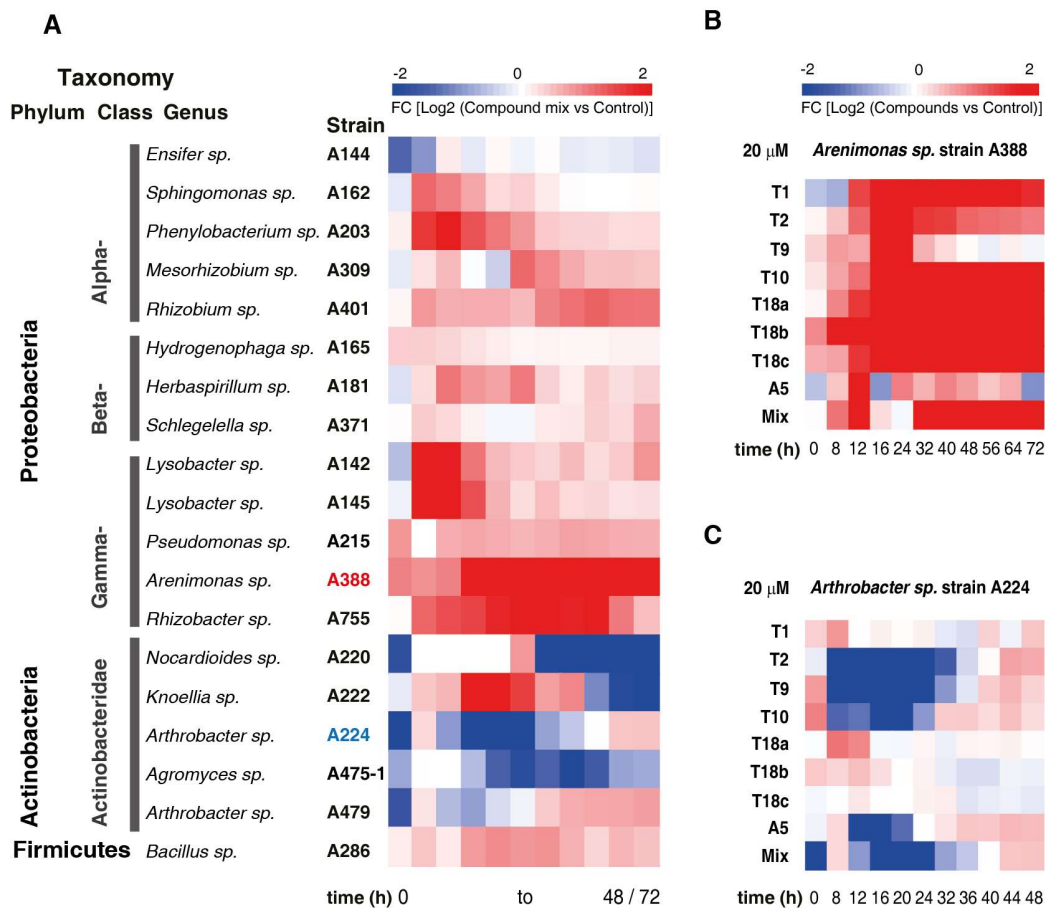 A
Taxonomy
Phylum Class Genus
Strain
-2 0 2
FC [Log2 (Compound mix vs Control)]
Proteobacteria
Alpha-
Ensifer sp. A144
Sphingomonas sp. A162
Phenylobacterium sp. A203
Mesorhizobium sp. A309
Rhizobium sp. A401
Beta-
Hydrogenophaga sp. A165
Herbaspirillum sp. A181
Schlegelella sp. A371
Gamma-
Lysobacter sp. A142
Lysobacter sp. A145
Pseudomonas sp. A215
Arenimonas sp. A388
Rhizobacter sp. A755
Actinobacteria
Actinobacteridae
Nocardioides sp. A220
Knoellia sp. A222
Arthrobacter sp. A224
Agromyces sp. A475-1
Arthrobacter sp. A479
Firmicutes Bacillus sp. A286
time (h) 0 to 48 / 72
B
-2 0 2
FC [Log2 (Compounds vs Control)]
20 μM Arenimonas sp. strain A388
T1
T2
T9
T10
T18a
T18b
T18c
A5
Mix
time (h) 0 8 12 16 24 32 40 48 56 64 72
C
20 μM Arthrobacter sp. strain A224
T1
T2
T9
T10
T18a
T18b
T18c
A5
Mix
time (h) 0 8 12 16 20 24 32 36 40 44 48